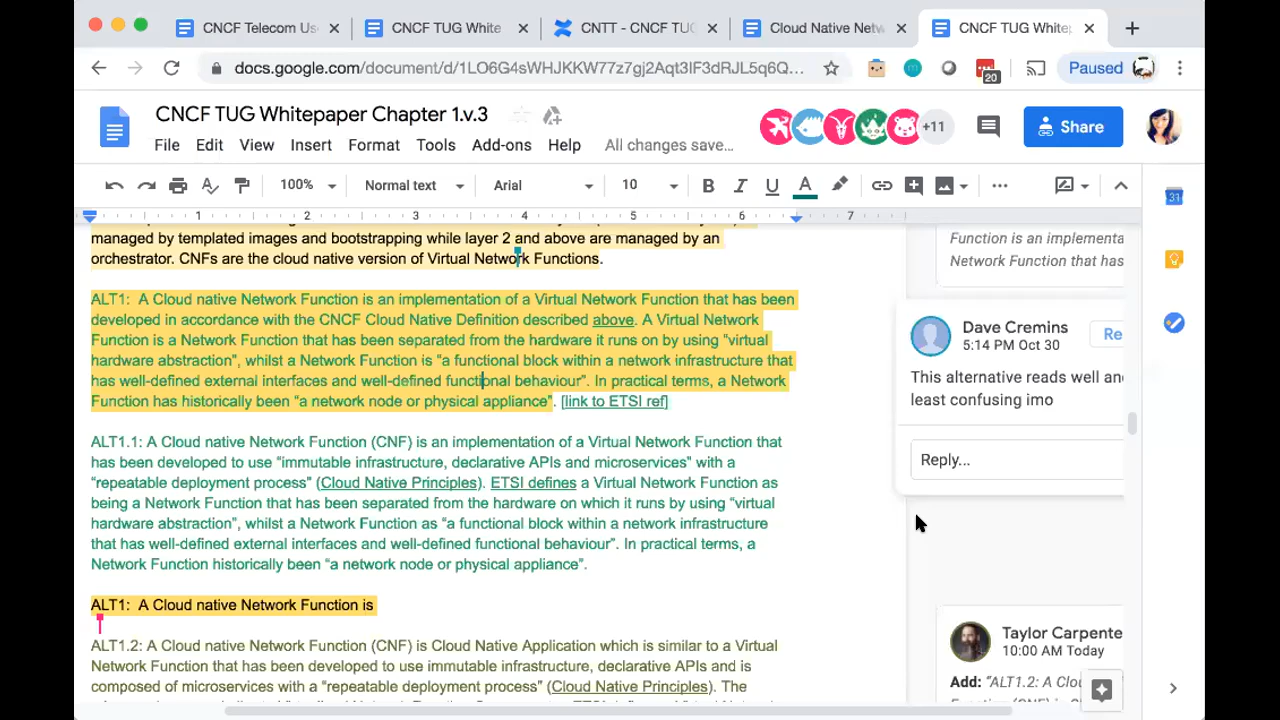 CNCF Telecom Us
CNCF TUG White
CNTT - CNCF TUG
Cloud Native Netw
CNCF TUG White
docs.google.com/document/d/1LO6G4sWHJKKW77z7gj2Aqt3IF3dRJL5q6Q...
20
Paused
CNCF TUG Whitepaper Chapter 1.v.3
+11
Share
File Edit View Insert Format Tools Add-ons Help All changes save...
100% Normal text Arial 10 B I U A
1 2 3 4 5 6 7
31
managed by templated images and bootstrapping while layer 2 and above are managed by an
orchestrator. CNFs are the cloud native version of Virtual Network Functions.
ALT1: A Cloud native Network Function is an implementation of a Virtual Network Function that has been
developed in accordance with the CNCF Cloud Native Definition described above. A Virtual Network
Function is a Network Function that has been separated from the hardware it runs on by using “virtual
hardware abstraction”, whilst a Network Function is “a functional block within a network infrastructure that
has well-defined external interfaces and well-defined functional behaviour”. In practical terms, a Network
Function has historically been “a network node or physical appliance”. [link to ETSI ref]
ALT1.1: A Cloud native Network Function (CNF) is an implementation of a Virtual Network Function that
has been developed to use “immutable infrastructure, declarative APIs and microservices” with a
“repeatable deployment process” (Cloud Native Principles). ETSI defines a Virtual Network Function as
being a Network Function that has been separated from the hardware on which it runs by using “virtual
hardware abstraction”, whilst a Network Function as “a functional block within a network infrastructure
that has well-defined external interfaces and well-defined functional behaviour”. In practical terms, a
Network Function historically been “a network node or physical appliance”.
ALT1: A Cloud native Network Function is
ALT1.2: A Cloud native Network Function (CNF) is Cloud Native Application which is similar to a Virtual
Network Function that has been developed to use immutable infrastructure, declarative APIs and is
composed of microservices with a “repeatable deployment process” (Cloud Native Principles). The
Function is an implementa
Network Function that has
Dave Cremins
5:14 PM Oct 30
Re
This alternative reads well and
least confusing imo
Reply...
Taylor Carpente
10:00 AM Today
Add: “ALT1.2: A Clou